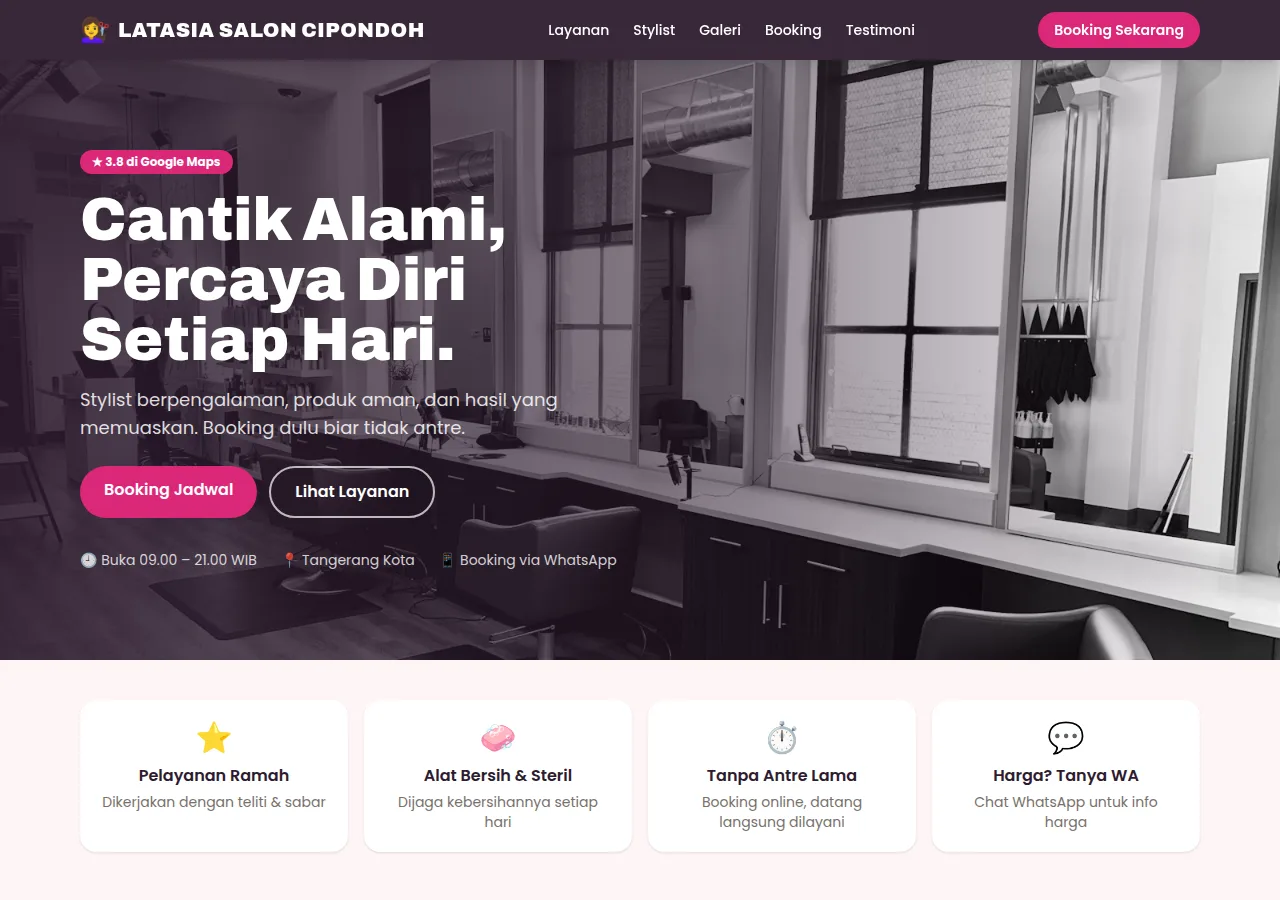 LATASIA SALON CIPONDOH
Layanan
Stylist
Galeri
Booking
Testimoni
Booking Sekarang
★ 3.8 di Google Maps
Cantik Alami,
Percaya Diri
Setiap Hari.
Stylist berpengalaman, produk aman, dan hasil yang
memuaskan. Booking dulu biar tidak antre.
Booking Jadwal
Lihat Layanan
Buka 09.00 – 21.00 WIB
Tangerang Kota
Booking via WhatsApp
Pelayanan Ramah
Dikerjakan dengan teliti & sabar
Alat Bersih & Steril
Dijaga kebersihannya setiap
hari
Tanpa Antre Lama
Booking online, datang
langsung dilayani
Harga? Tanya WA
Chat WhatsApp untuk info
harga